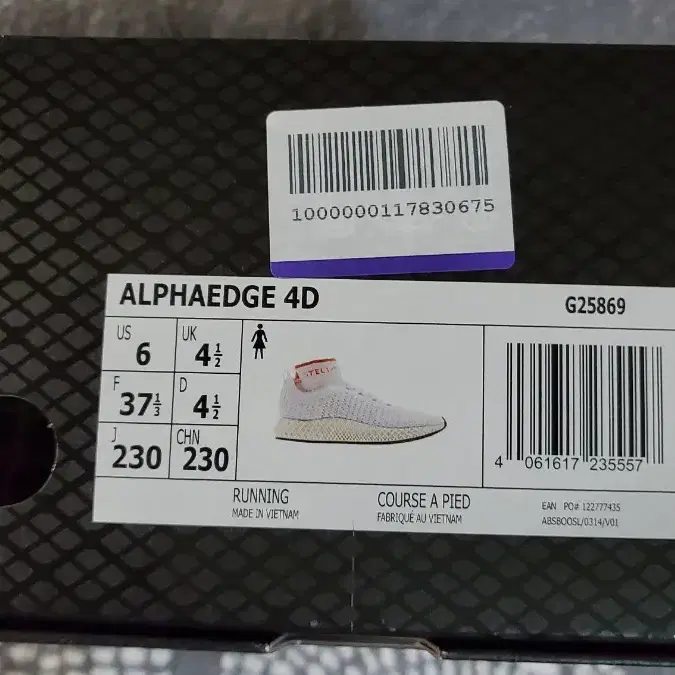 1000000117830675
ALPHAEDGE 4D G25869
US 6 UK 4½
F 37⅓ D 4½
J 230 CHN 230
4 061617 235557
RUNNING COURSE A PIED
MADE IN VIETNAM FABRIQUÉ AU VIETNAM
EAN PO# 122777435
ABSBOOSL/0314/V01